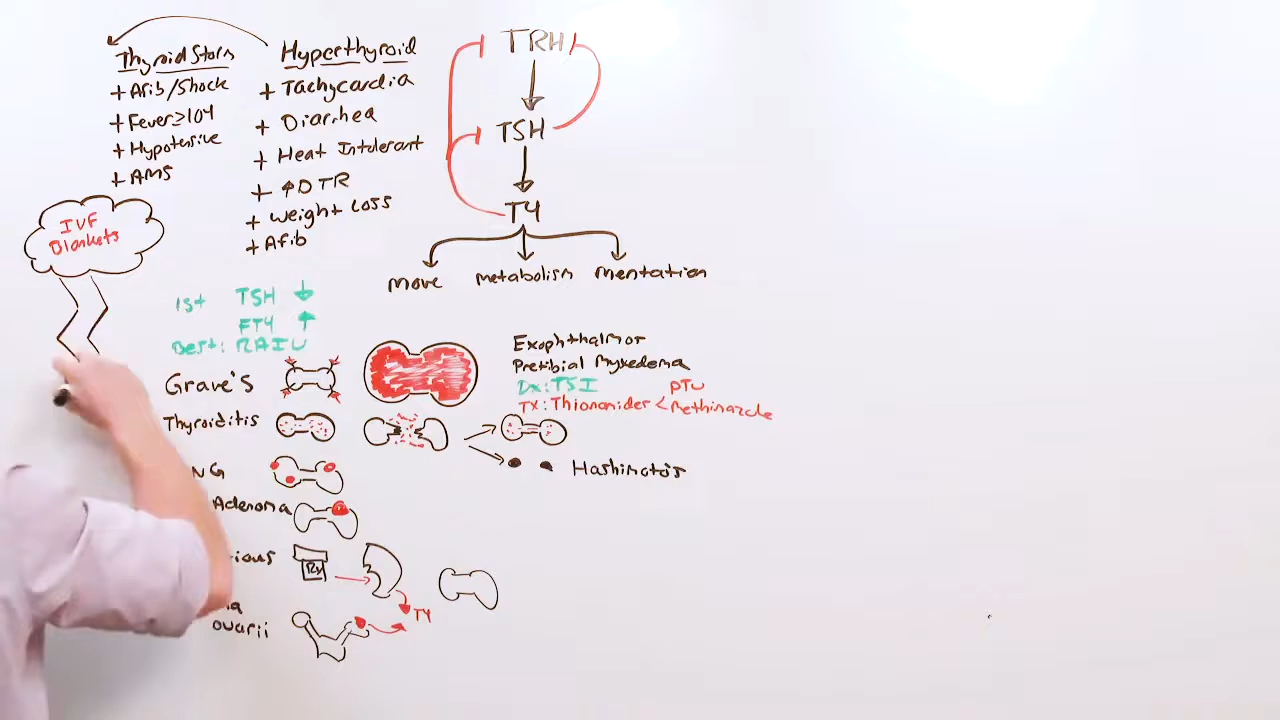 Thyroid Storm
+ Afib/Shock
+ Fever ≥104
+ Hypotensive
+ AMS
IVF
Blankets
Hyperthyroid
+ Tachycardia
+ Diarrhea
+ Heat Intolerant
+ ↑DTR
+ Weight Loss
+ Afib
TRH
TSH
T4
Move metabolism mentation
1st TSH ↓
FT4 ↑
Best: RAIU
Grave's
Exophthalmos
Pretibial Myxedema
Dx: TSI
Tx: Thionamides < PTU
Methimazole
Thyroiditis
Hashimoto's
NG
Adenoma
ious
Rx
T4
ovarii